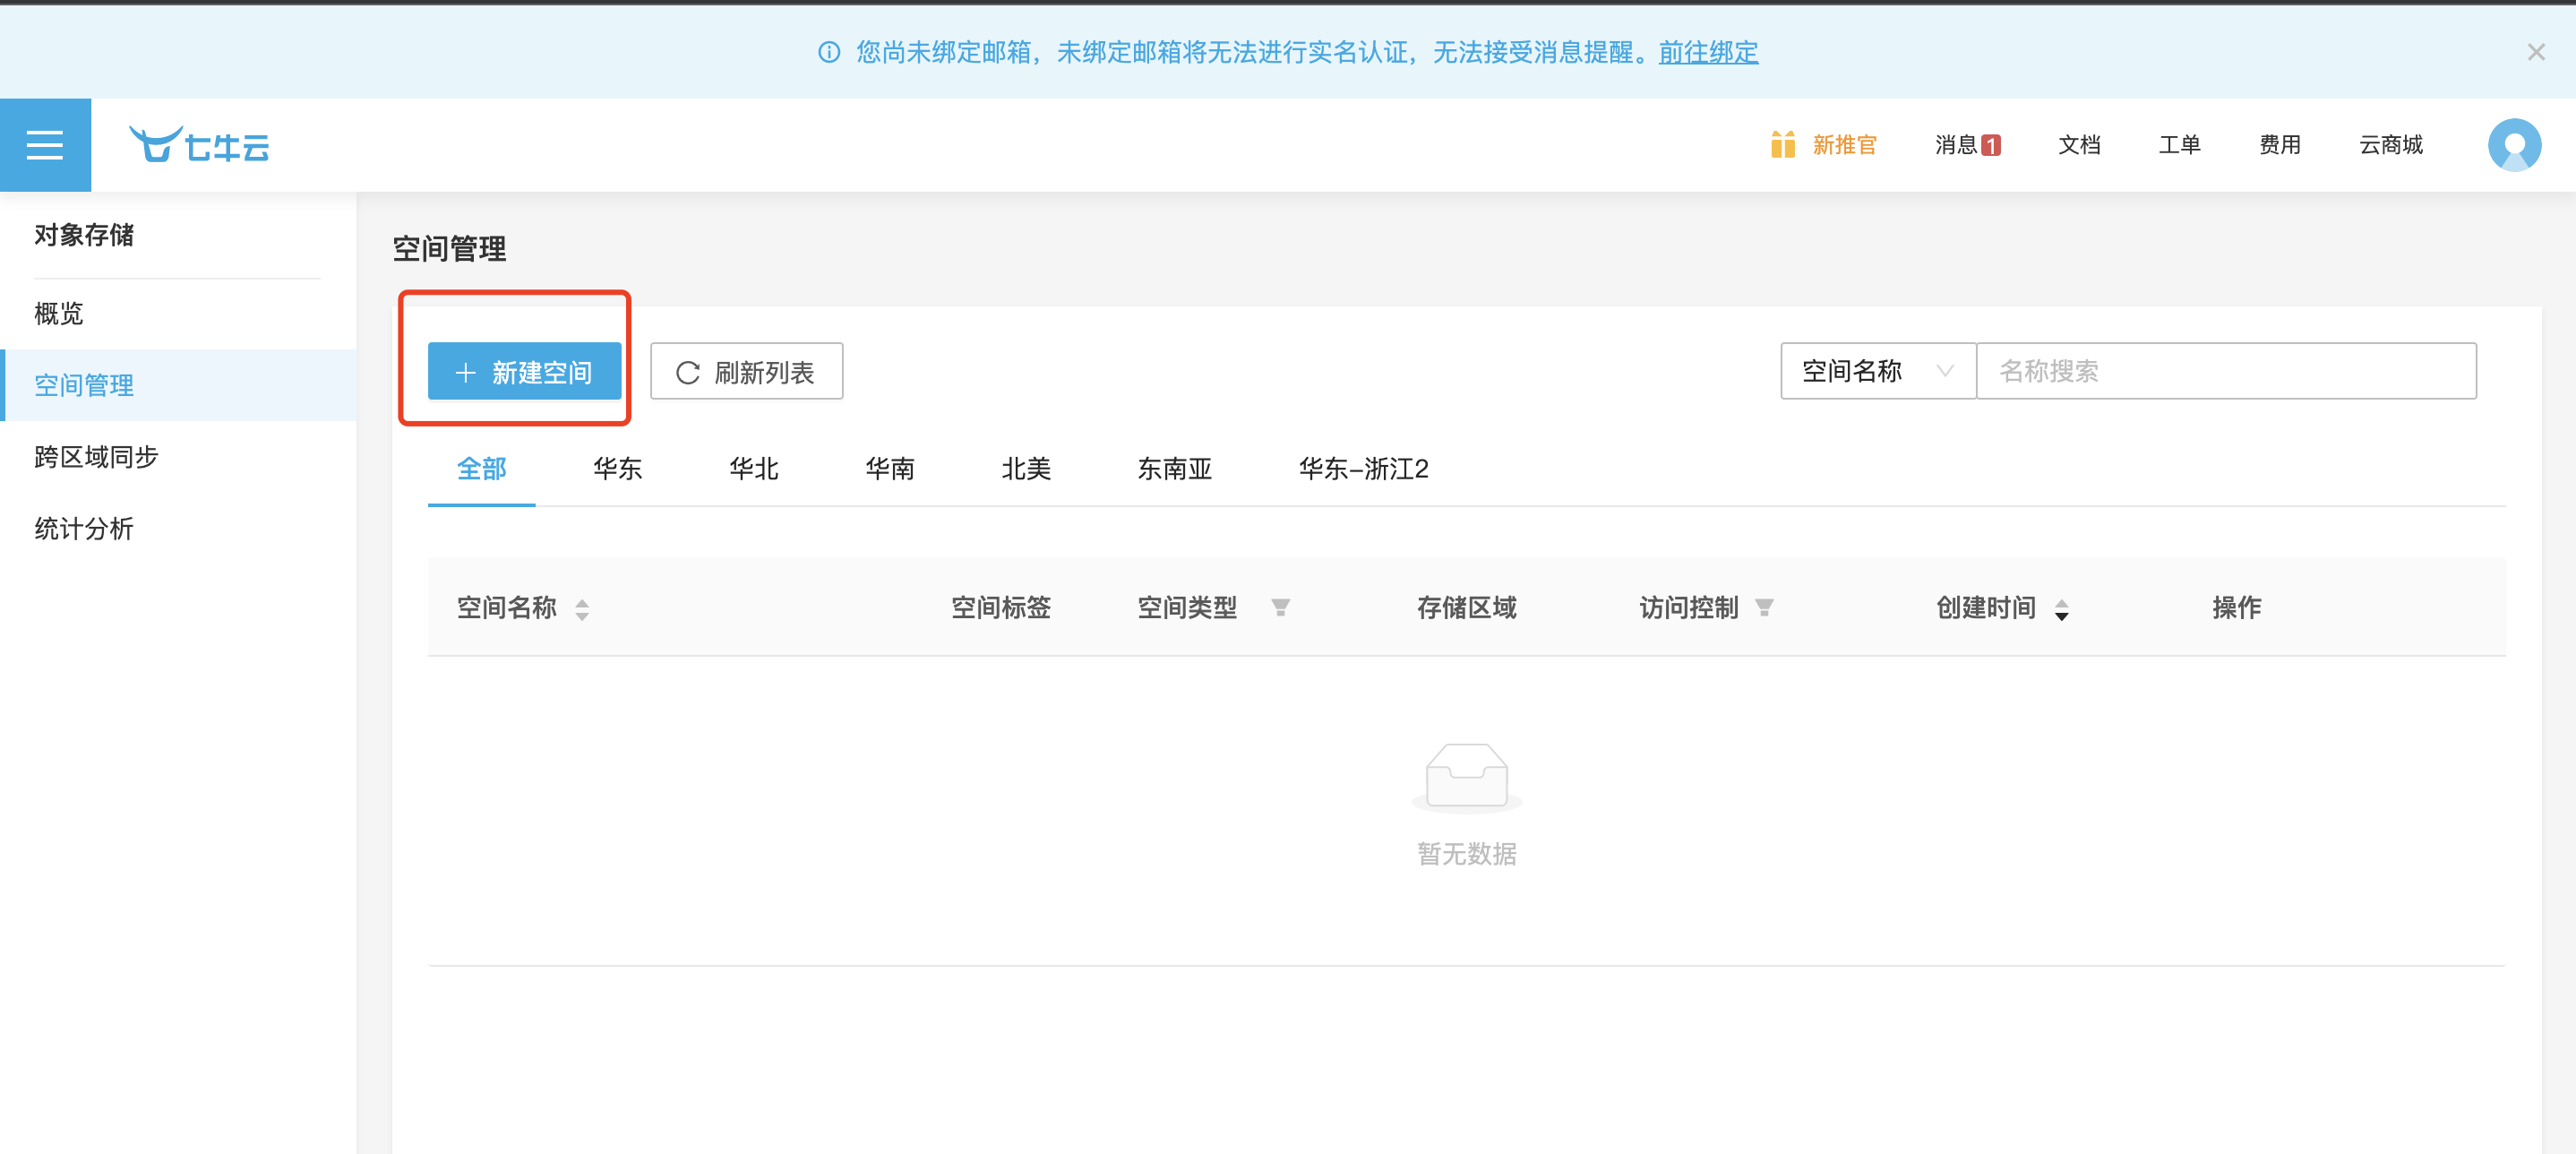 您尚未绑定邮箱，未绑定邮箱将无法进行实名认证，无法接受消息提醒。前往绑定
七牛云
新推官 消息 1 文档 工单 费用 云商城
对象存储
概览
空间管理
跨区域同步
统计分析
空间管理
新建空间 刷新列表 空间名称 名称搜索
全部 华东 华北 华南 北美 东南亚 华东-浙江2
空间名称 空间标签 空间类型 存储区域 访问控制 创建时间 操作
暂无数据